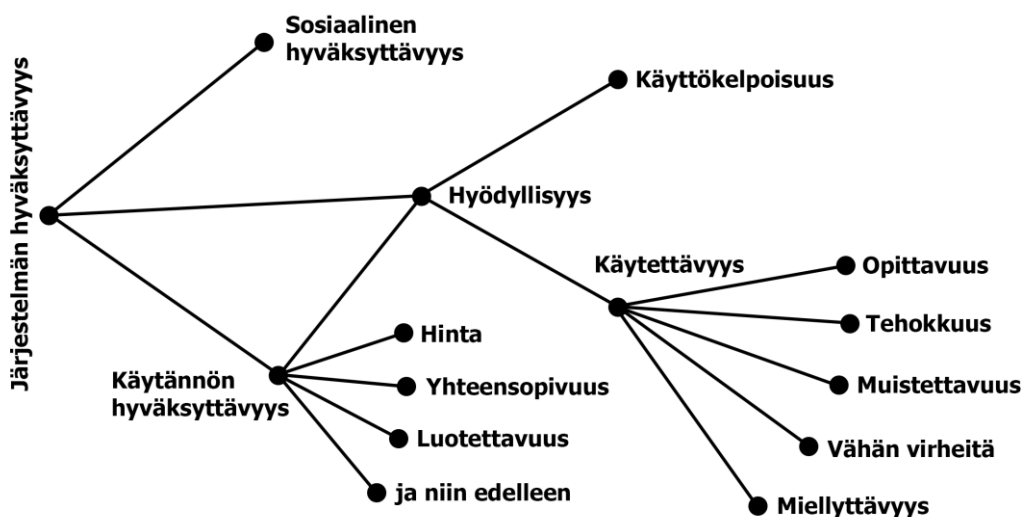 Järjestelmän hyväksyttävyys
Sosiaalinen
hyväksyttävyys
Käyttökelpoisuus
Hyödyllisyys
Käytettävyys
Opittavuus
Tehokkuus
Muistettavuus
Vähän virheitä
Miellyttävyys
Käytännön
hyväksyttävyys
Hinta
Yhteensopivuus
Luotettavuus
ja niin edelleen